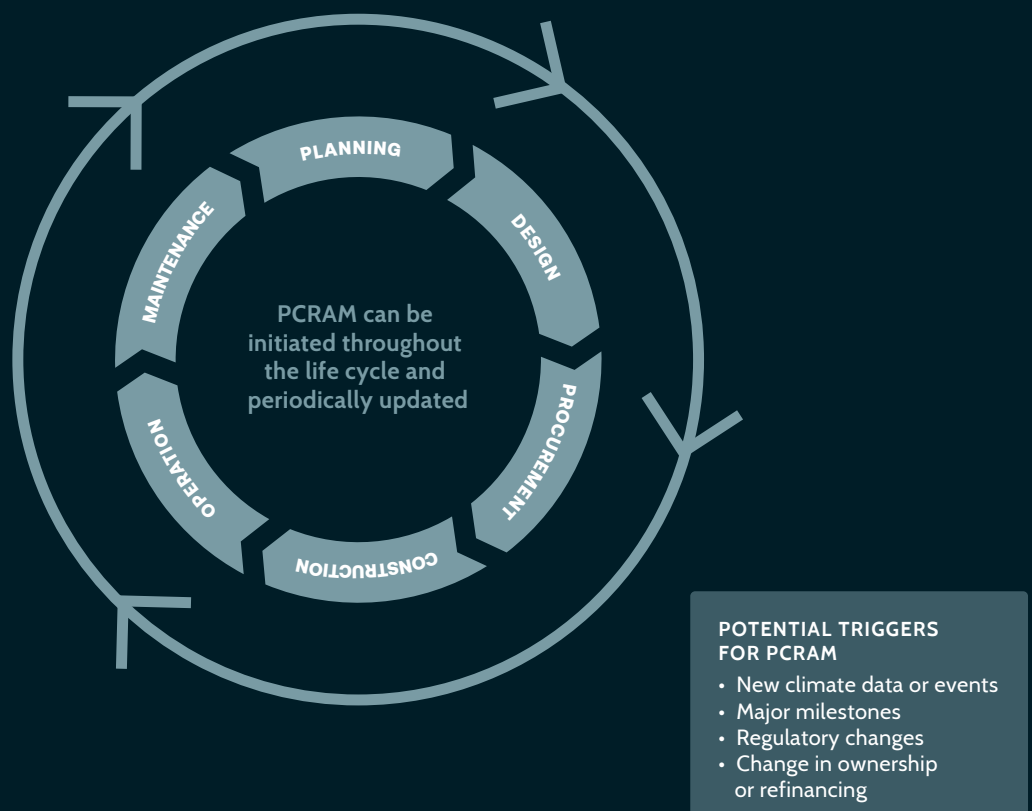 PLANNING
DESIGN
PROCUREMENT
CONSTRUCTION
OPERATION
MAINTENANCE
PCRAM can be
initiated throughout
the life cycle and
periodically updated
POTENTIAL TRIGGERS
FOR PCRAM
• New climate data or events
• Major milestones
• Regulatory changes
• Change in ownership
or refinancing